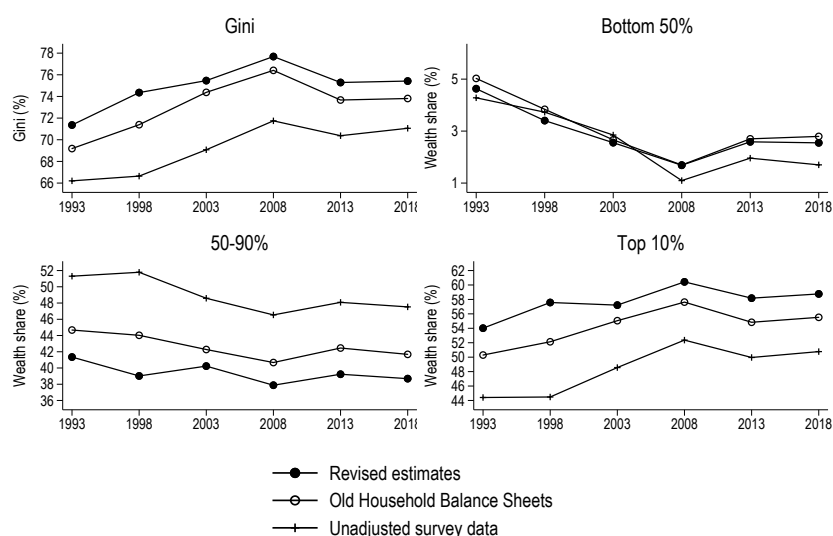 Gini
Bottom 50%
Gini (%)
78
76
74
72
70
68
66
1993 1998 2003 2008 2013 2018
Wealth share (%)
5
3
1
1993 1998 2003 2008 2013 2018
50-90%
Top 10%
Wealth share (%)
52
50
48
46
44
42
40
38
36
1993 1998 2003 2008 2013 2018
Wealth share (%)
62
60
58
56
54
52
50
48
46
44
1993 1998 2003 2008 2013 2018
Revised estimates
Old Household Balance Sheets
Unadjusted survey data